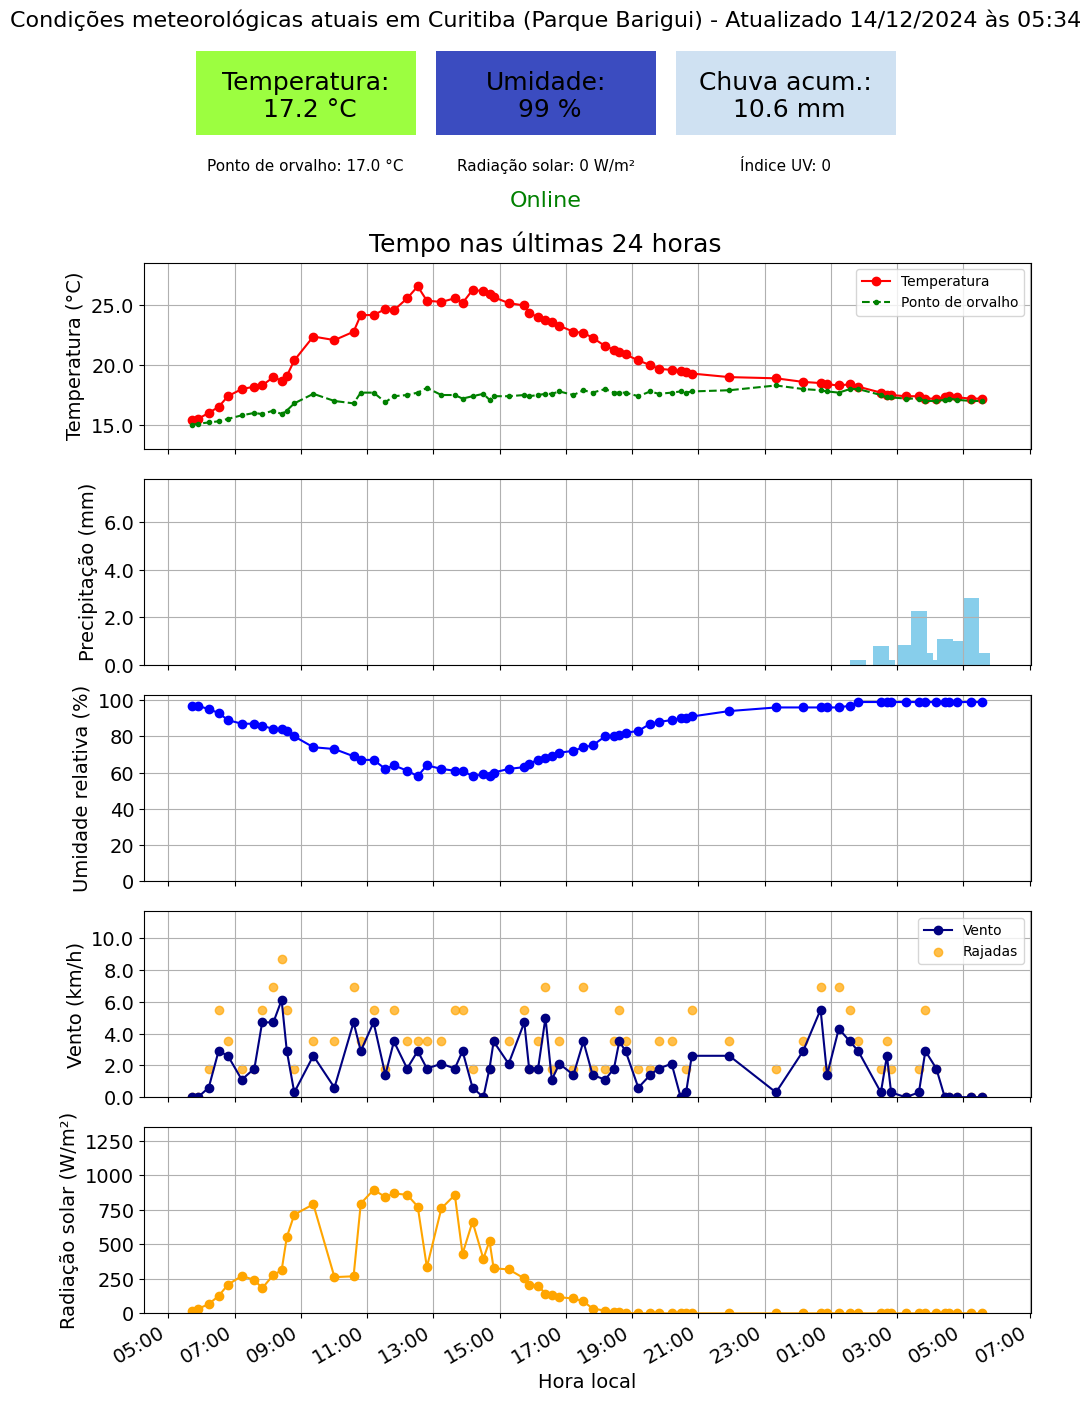 Condições meteorológicas atuais em Curitiba (Parque Barigui) - Atualizado 14/12/2024 às 05:34
Temperatura:
17.2 °C
Umidade:
99 %
Chuva acum.:
10.6 mm
Ponto de orvalho: 17.0 °C
Radiação solar: 0 W/m²
Índice UV: 0
Online
Tempo nas últimas 24 horas
Temperatura (°C)
25.0
20.0
15.0
Temperatura
Ponto de orvalho
Precipitação (mm)
6.0
4.0
2.0
0.0
Umidade relativa (%)
100
80
60
40
20
0
Vento (km/h)
10.0
8.0
6.0
4.0
2.0
0.0
Vento
Rajadas
Radiação solar (W/m²)
1250
1000
750
500
250
0
05:00
07:00
09:00
11:00
13:00
15:00
17:00
19:00
21:00
23:00
01:00
03:00
05:00
07:00
Hora local